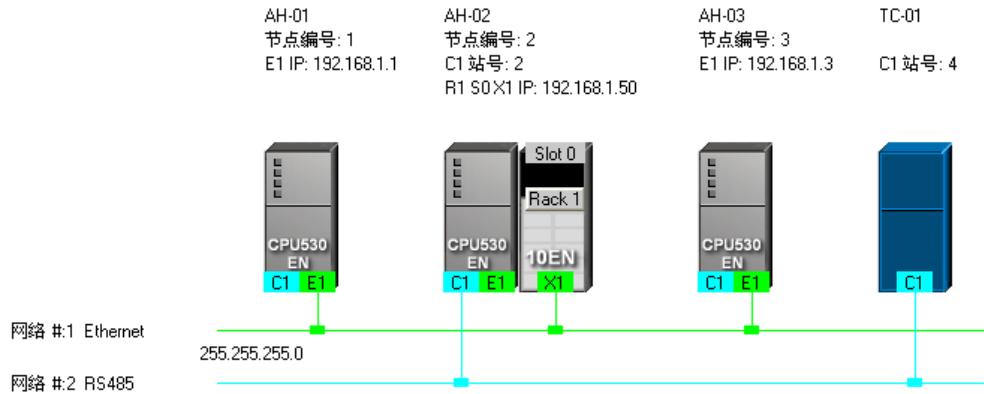 AH-01
节点编号: 1
E1 IP: 192.168.1.1
AH-02
节点编号: 2
C1 站号: 2
R1 S0 X1 IP: 192.168.1.50
AH-03
节点编号: 3
E1 IP: 192.168.1.3
TC-01
C1 站号: 4
CPU530
EN
C1 E1
Slot 0
Rack 1
CPU530
EN
10EN
C1 E1 X1
CPU530
EN
C1 E1
C1
网络 #:1 Ethernet
255.255.255.0
网络 #:2 RS485